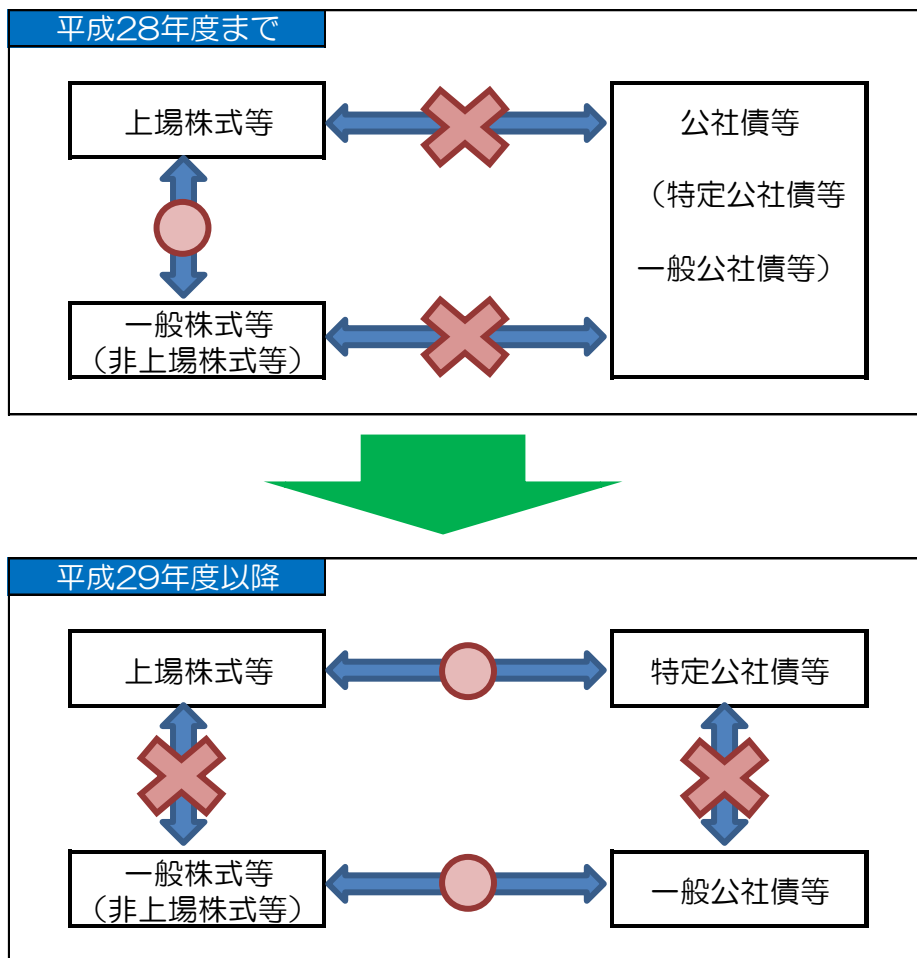 平成28年度まで
上場株式等
公社債等
（特定公社債等
一般公社債等）
一般株式等
（非上場株式等）
平成29年度以降
上場株式等
特定公社債等
一般株式等
（非上場株式等）
一般公社債等